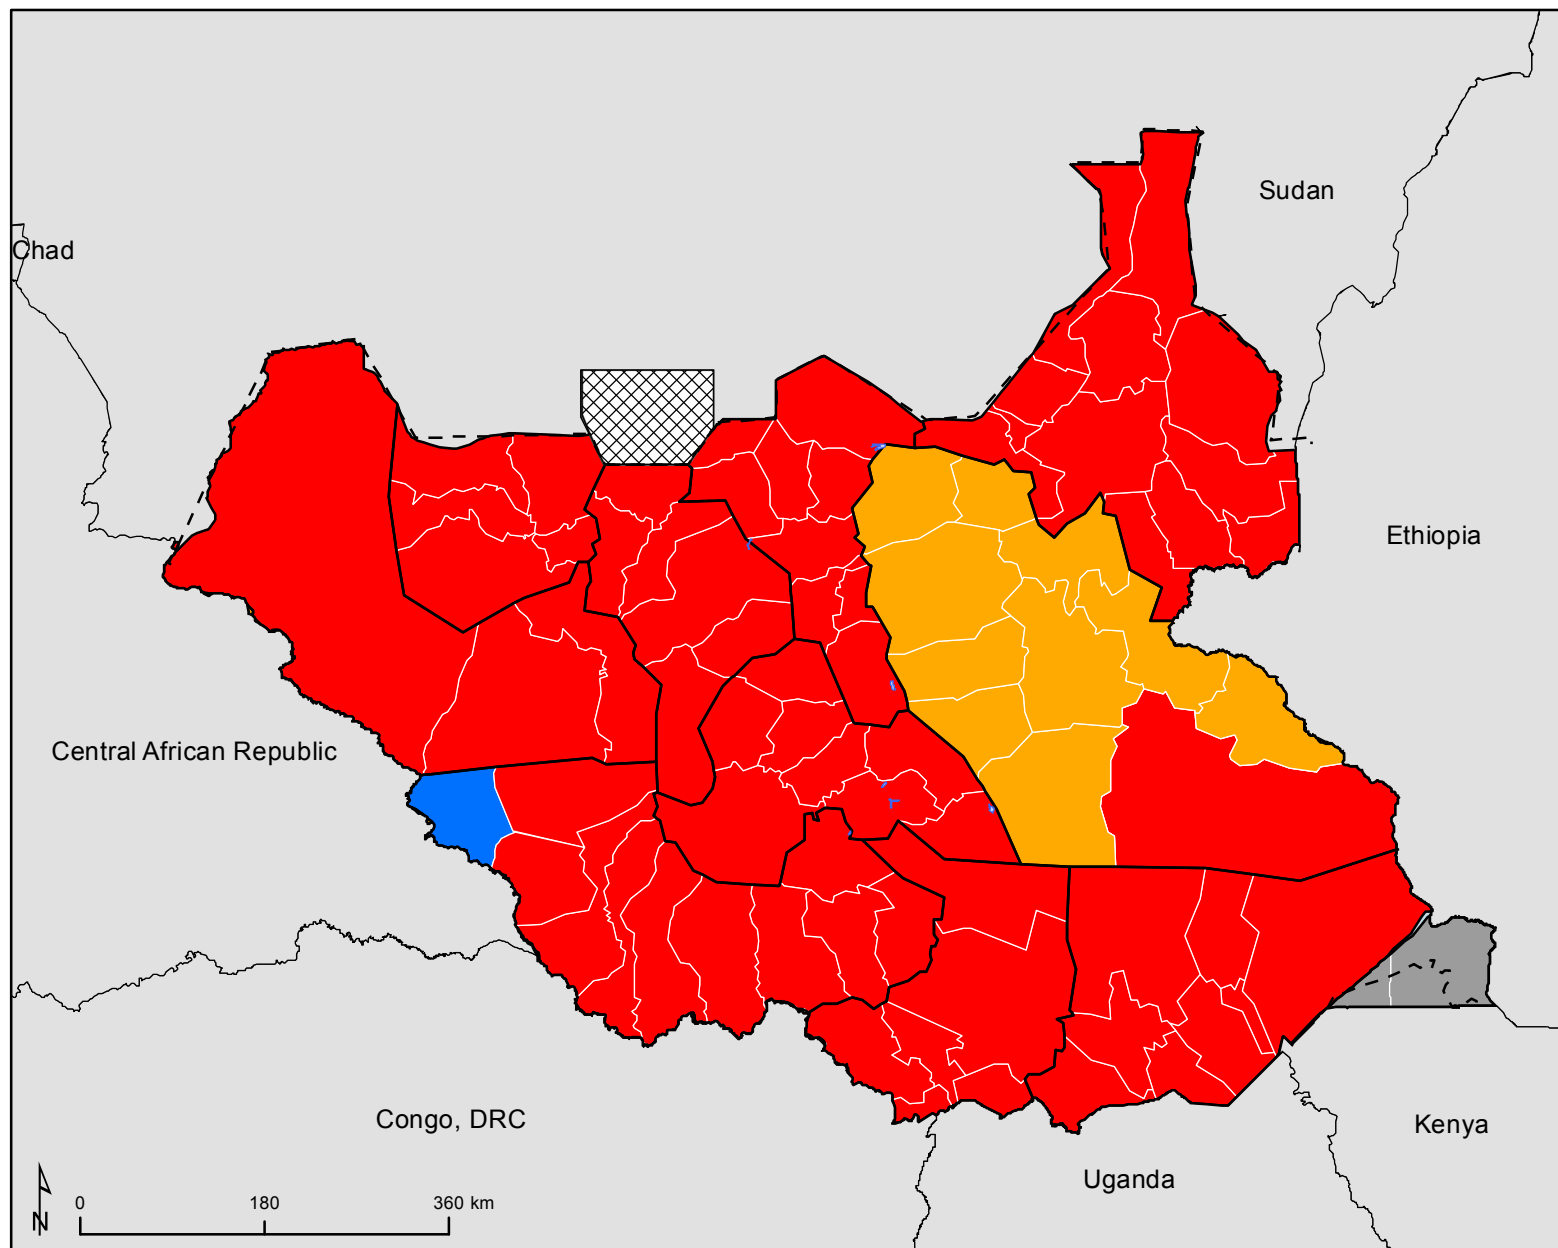 Sudan
Chad
Ethiopia
Central African Republic
Congo, DRC
Kenya
Uganda
0 180 360 km
N